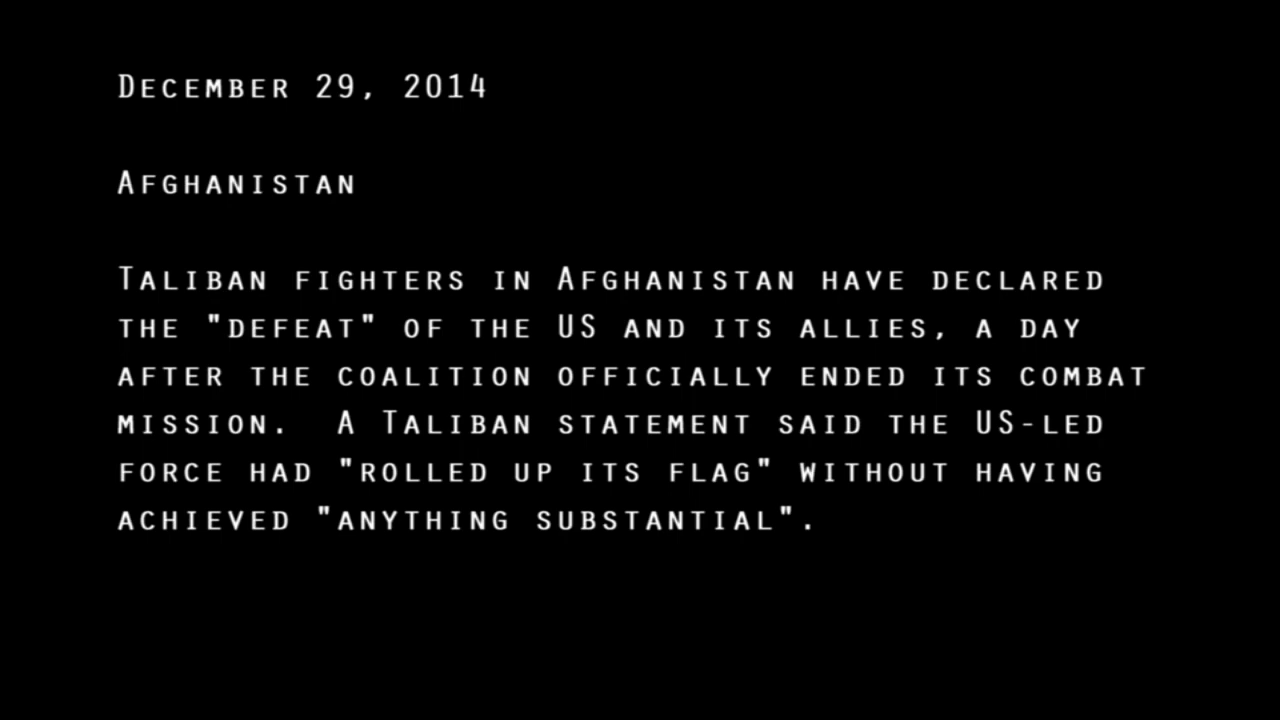 December 29, 2014
Afghanistan
Taliban fighters in Afghanistan have declared
the "defeat" of the US and its allies, a day
after the coalition officially ended its combat
mission.  A Taliban statement said the US-led
force had "rolled up its flag" without having
achieved "anything substantial".